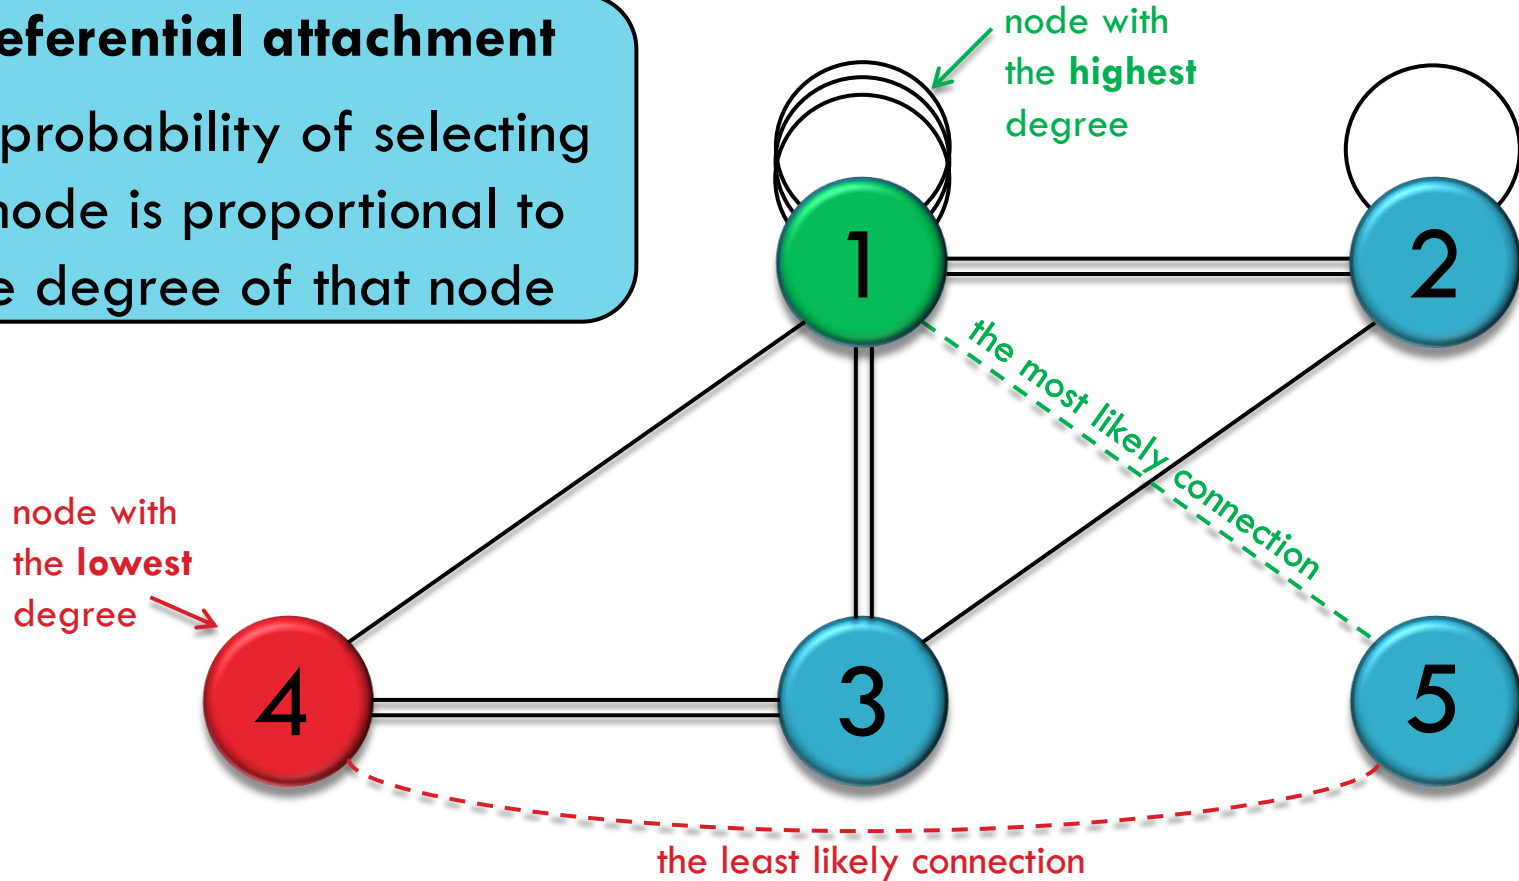 eferential attachment
probability of selecting
node is proportional to
e degree of that node
node with
the highest
degree
1
2
the most likely connection
node with
the lowest
degree
4
3
5
the least likely connection